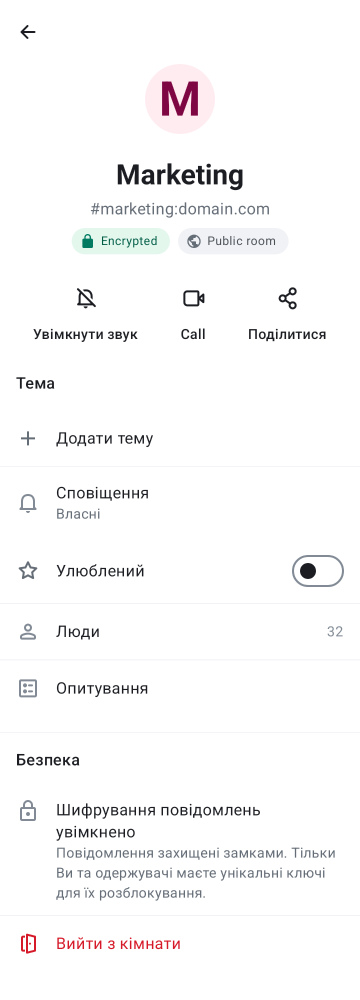 M
Marketing
#marketing:domain.com
Encrypted
Public room
Увімкнути звук
Call
Поділитися
Тема
Додати тему
Сповіщення
Власні
Улюблений
Люди
32
Опитування
Безпека
Шифрування повідомлень
увімкнено
Повідомлення захищені замками. Тільки
Ви та одержувачі маєте унікальні ключі
для їх розблокування.
Вийти з кімнати